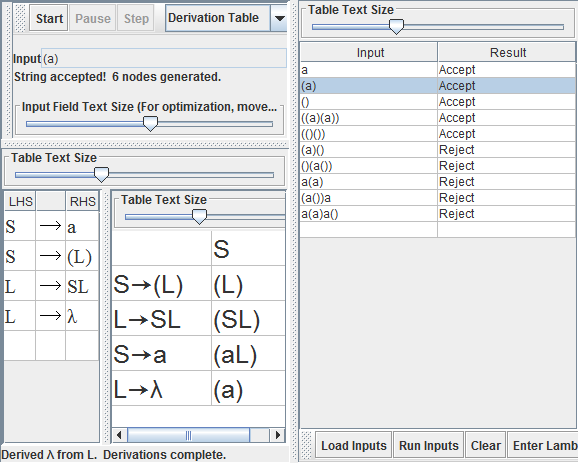 Start Pause Step Derivation Table
Input (a)
String accepted! 6 nodes generated.
Input Field Text Size (For optimization, move...
Table Text Size
LHS RHS
S → a
S → (L)
L → SL
L → λ
Table Text Size
S
S→(L) (L)
L→SL (SL)
S→a (aL)
L→λ (a)
Derived λ from L. Derivations complete.
Table Text Size
Input Result
a Accept
(a) Accept
() Accept
((a)(a)) Accept
(()()) Accept
(a)() Reject
()(a()) Reject
a(a) Reject
(a())a Reject
a(a)a() Reject
Load Inputs Run Inputs Clear Enter Lamb